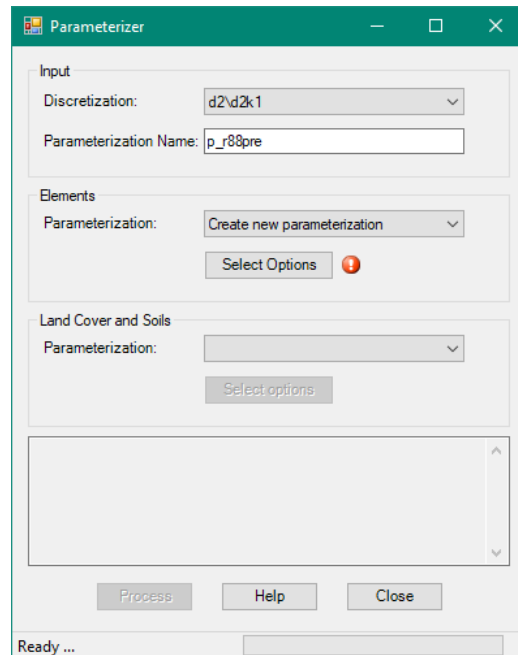 Parameterizer
Input
Discretization: d2\d2k1
Parameterization Name: p_r88pre
Elements
Parameterization: Create new parameterization
Select Options
Land Cover and Soils
Parameterization:
Select options
Process Help Close
Ready ...